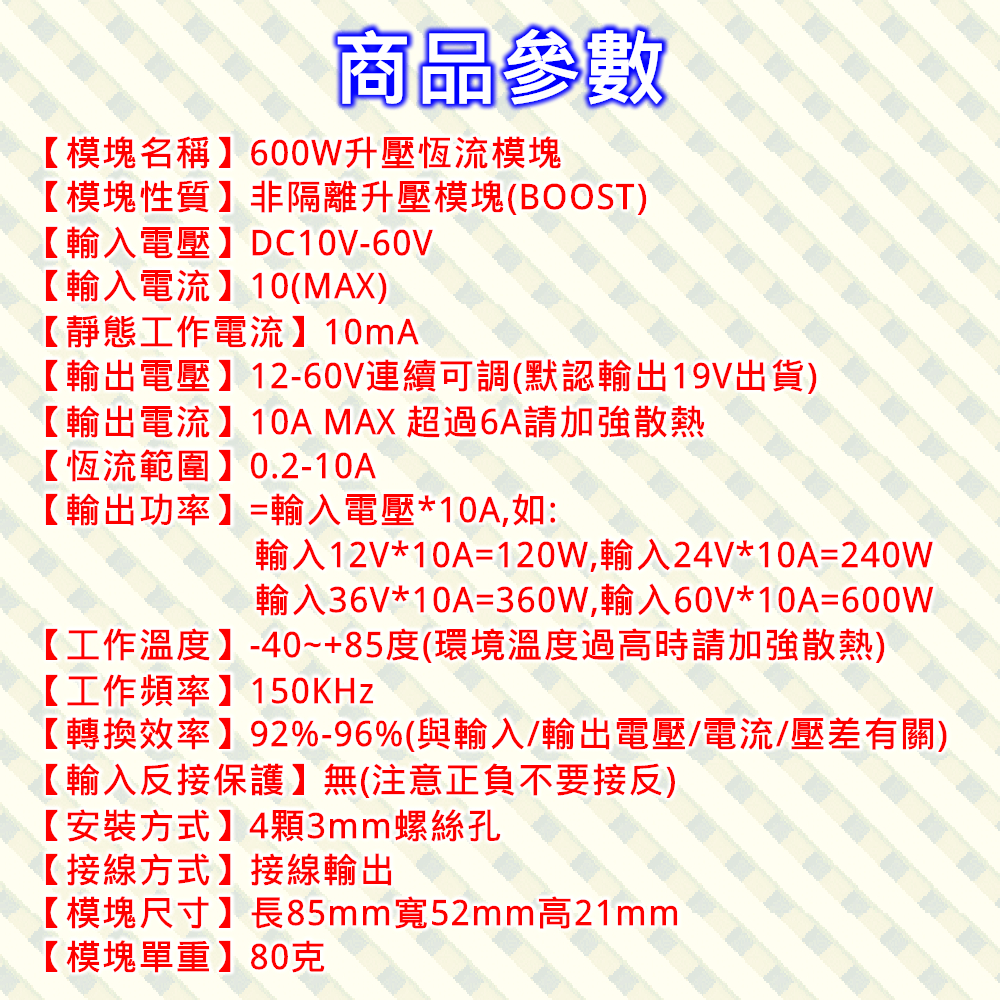 商品參數
【模塊名稱】600W升壓恆流模塊
【模塊性質】非隔離升壓模塊(BOOST)
【輸入電壓】DC10V-60V
【輸入電流】10(MAX)
【靜態工作電流】10mA
【輸出電壓】12-60V連續可調(默認輸出19V出貨)
【輸出電流】10A MAX 超過6A請加強散熱
【恆流範圍】0.2-10A
【輸出功率】=輸入電壓*10A,如:
輸入12V*10A=120W,輸入24V*10A=240W
輸入36V*10A=360W,輸入60V*10A=600W
【工作溫度】-40~+85度(環境溫度過高時請加強散熱)
【工作頻率】150KHz
【轉換效率】92%-96%(與輸入/輸出電壓/電流/壓差有關)
【輸入反接保護】無(注意正負不要接反)
【安裝方式】4顆3mm螺絲孔
【接線方式】接線輸出
【模塊尺寸】長85mm寬52mm高21mm
【模塊單重】80克